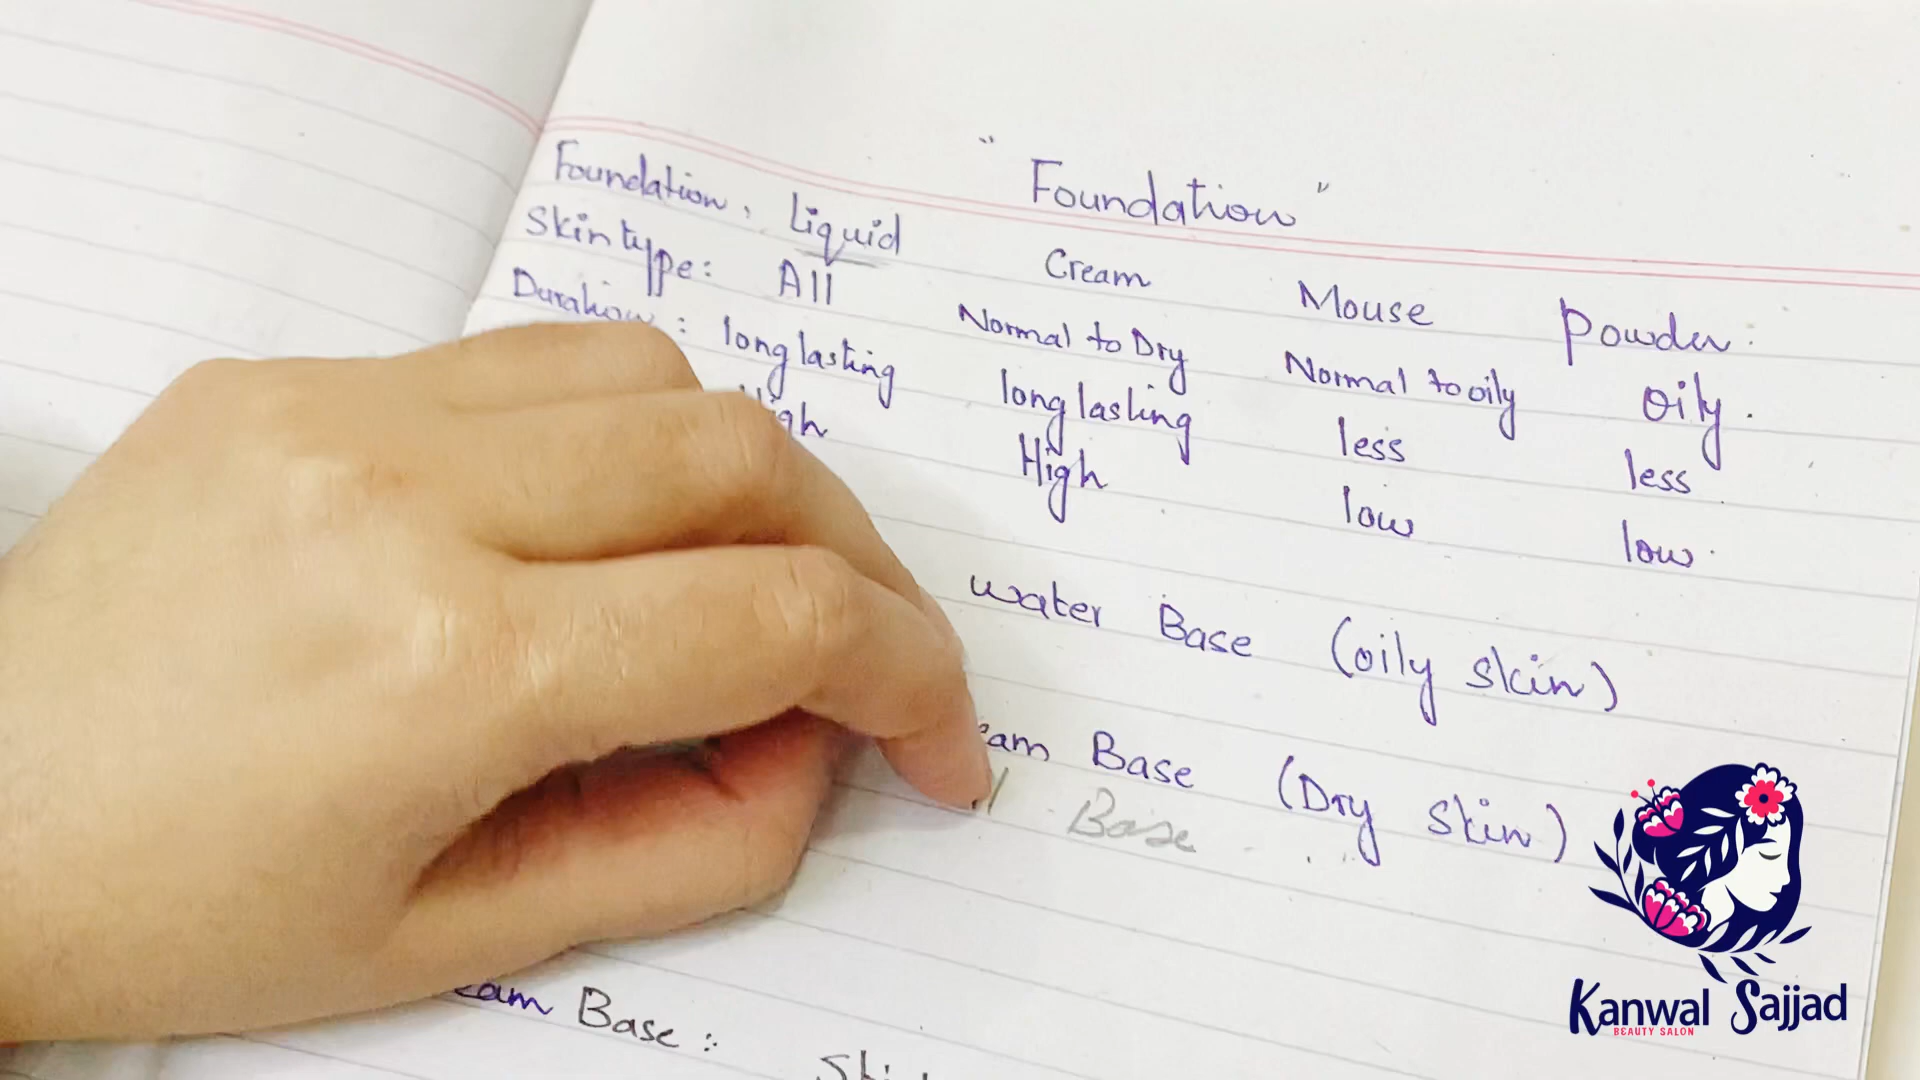 " Foundation "
Foundation, Liquid Cream Mouse Powder.
Skin type: All Normal to Dry Normal to oily oily.
Duration: long lasting long lasting less less
High low low.
water Base (oily skin)
Base (Dry skin)
Base
Base:
Kanwal Sajjad
BEAUTY SALON